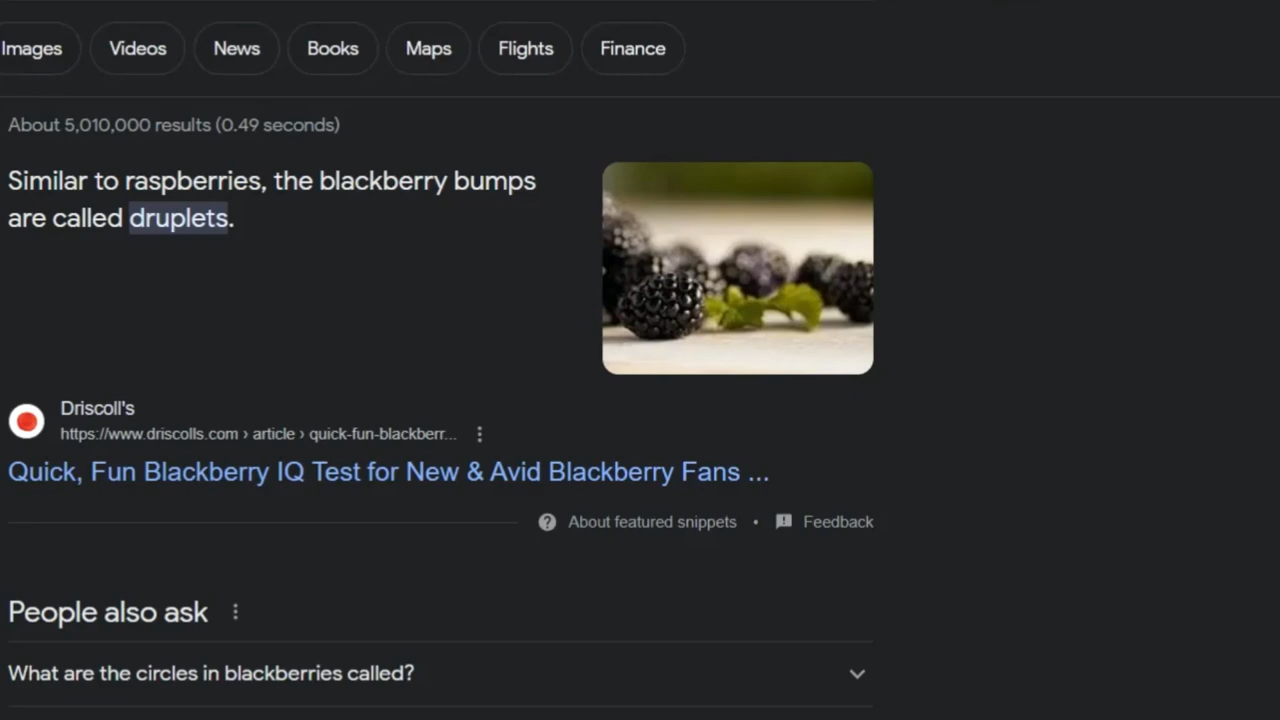 Images Videos News Books Maps Flights Finance
About 5,010,000 results (0.49 seconds)
Similar to raspberries, the blackberry bumps
are called druplets.
Driscoll's
https://www.driscolls.com › article › quick-fun-blackberr...
Quick, Fun Blackberry IQ Test for New & Avid Blackberry Fans ...
About featured snippets • Feedback
People also ask
What are the circles in blackberries called?